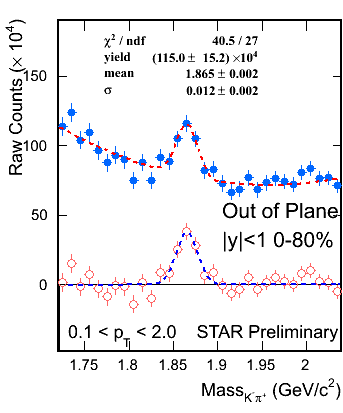 χ² / ndf 40.5 / 27
yield (115.0 ± 15.2) ×10⁴
mean 1.865 ± 0.002
σ 0.012 ± 0.002
Raw Counts (× 10⁴)
150
100
50
0
Out of Plane
|y|<1 0-80%
0.1 < p_T < 2.0 STAR Preliminary
1.75 1.8 1.85 1.9 1.95 2
Mass_K⁻π⁺ (GeV/c²)